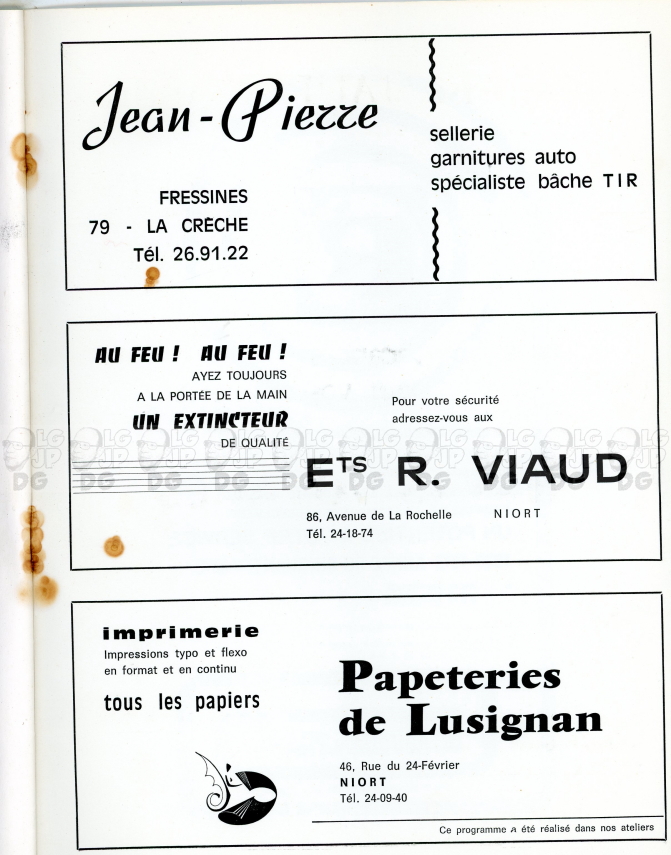 Jean-Pierre
FRESSINES
79 - LA CRÈCHE
Tél. 26.91.22
sellerie
garnitures auto
spécialiste bâche TIR
AU FEU ! AU FEU !
AYEZ TOUJOURS
A LA PORTÉE DE LA MAIN
UN EXTINCTEUR
DE QUALITÉ
Pour votre sécurité
adressez-vous aux
ETS R. VIAUD
86, Avenue de La Rochelle NIORT
Tél. 24-18-74
imprimerie
Impressions typo et flexo
en format et en continu
tous les papiers
Papeteries
de Lusignan
46, Rue du 24-Février
NIORT
Tél. 24-09-40
Ce programme a été réalisé dans nos ateliers